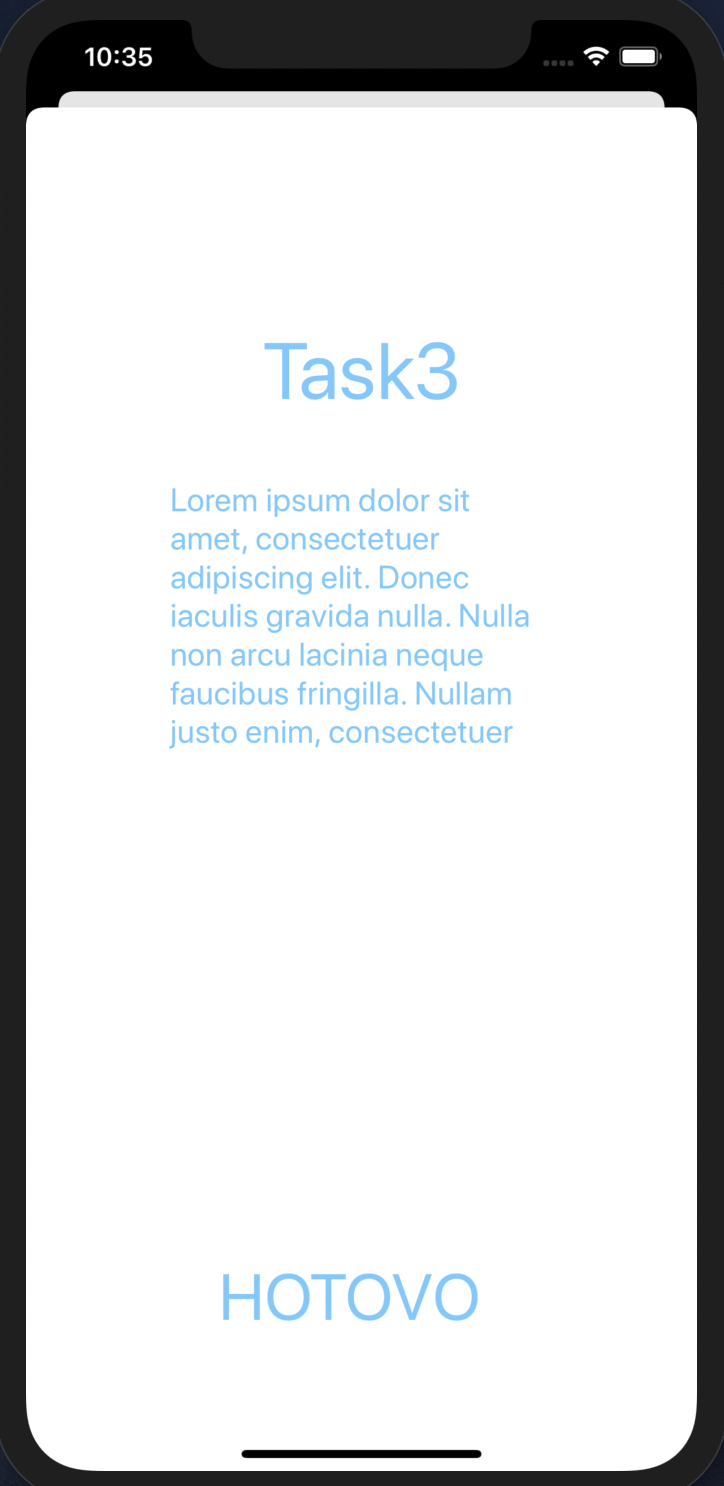 10:35
Task3
Lorem ipsum dolor sit
amet, consectetuer
adipiscing elit. Donec
iaculis gravida nulla. Nulla
non arcu lacinia neque
faucibus fringilla. Nullam
justo enim, consectetuer
HOTOVO